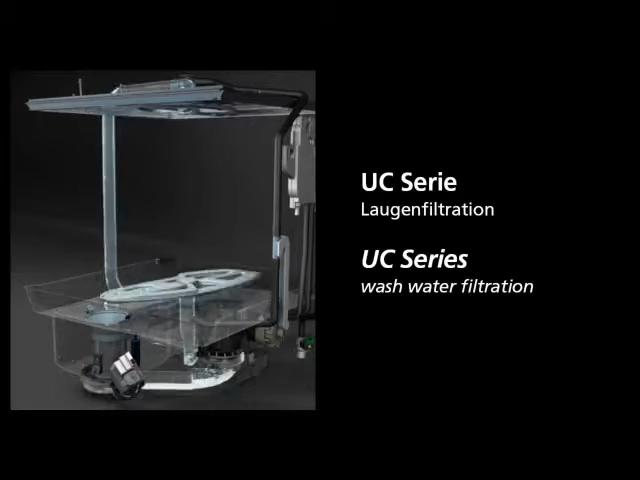 UC Serie
Laugenfiltration
UC Series
wash water filtration